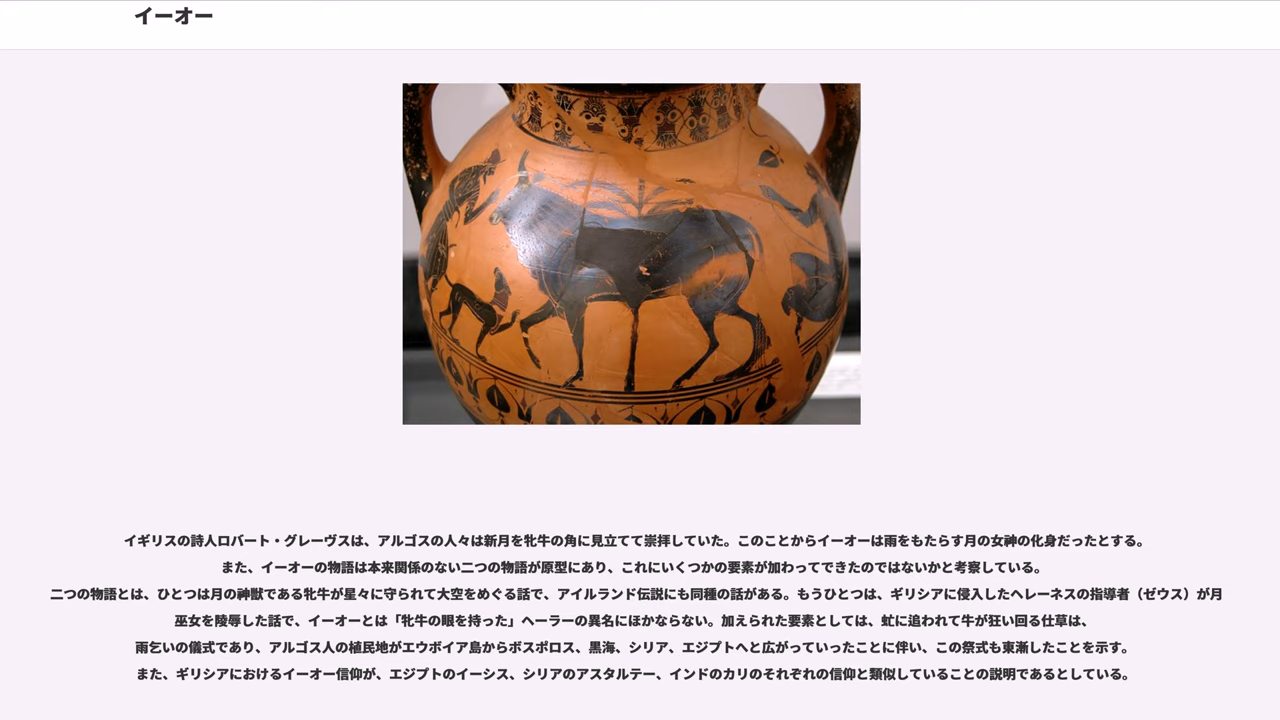 イーオー
イギリスの詩人ロバート・グレーヴスは、アルゴスの人々は新月を牝牛の角に見立てて崇拝していた。このことからイーオーは雨をもたらす月の女神の化身だったとする。
また、イーオーの物語は本来関係のない二つの物語が原型にあり、これにいくつかの要素が加わってできたのではないかと考察している。
二つの物語とは、ひとつは月の神獣である牝牛が星々に守られて大空をめぐる話で、アイルランド伝説にも同種の話がある。もうひとつは、ギリシアに侵入したヘレーネスの指導者（ゼウス）が月
巫女を陵辱した話で、イーオーとは「牝牛の眼を持った」ヘーラーの異名にほかならない。加えられた要素としては、虻に追われて牛が狂い回る仕草は、
雨乞いの儀式であり、アルゴス人の植民地がエウボイア島からボスポロス、黒海、シリア、エジプトへと広がっていったことに伴い、この祭式も東漸したことを示す。
また、ギリシアにおけるイーオー信仰が、エジプトのイーシス、シリアのアスタルテー、インドのカリのそれぞれの信仰と類似していることの説明であるとしている。